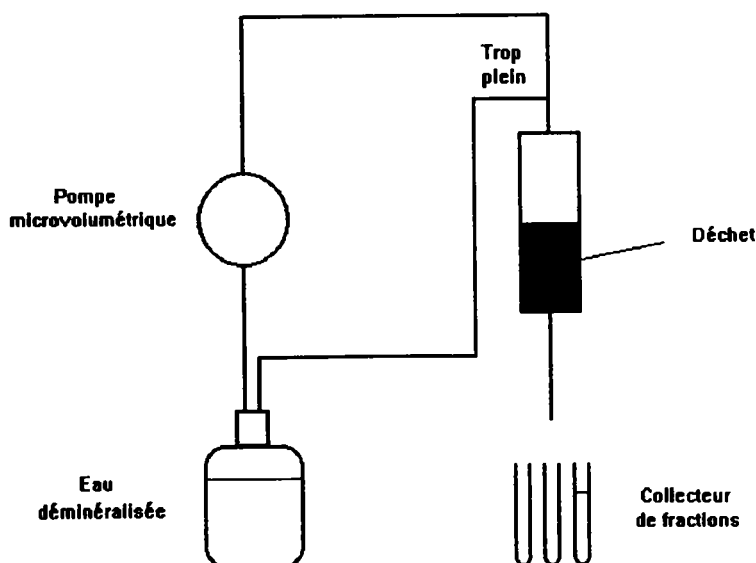 Trop
plein
Pompe
microvolumétrique
Déchet
Eau
déminéralisée
Collecteur
de fractions